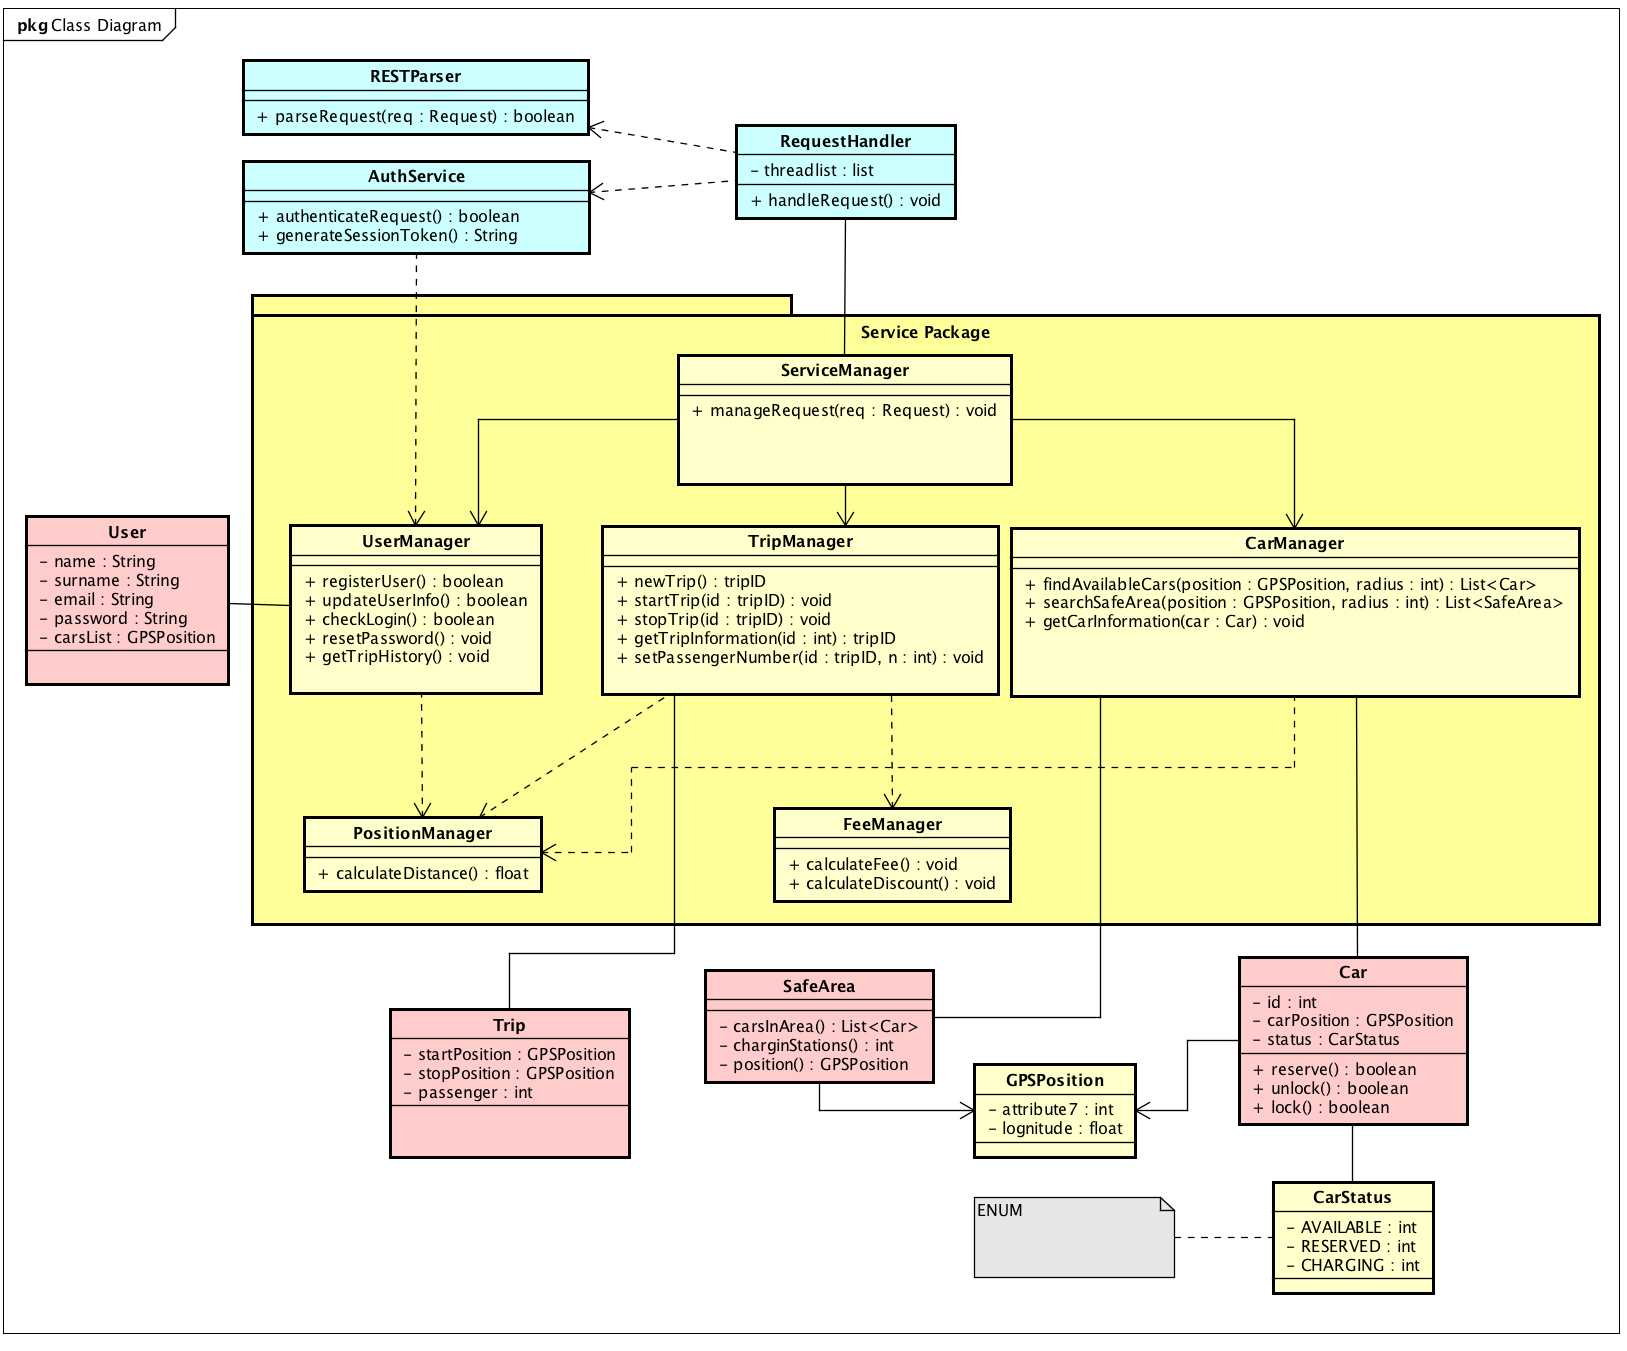 pkg Class Diagram
RESTParser
+ parseRequest(req : Request) : boolean
RequestHandler
- threadlist : list
+ handleRequest() : void
AuthService
+ authenticateRequest() : boolean
+ generateSessionToken() : String
Service Package
ServiceManager
+ manageRequest(req : Request) : void
User
- name : String
- surname : String
- email : String
- password : String
- carsList : GPSPosition
UserManager
+ registerUser() : boolean
+ updateUserInfo() : boolean
+ checkLogin() : boolean
+ resetPassword() : void
+ getTripHistory() : void
TripManager
+ newTrip() : tripID
+ startTrip(id : tripID) : void
+ stopTrip(id : tripID) : void
+ getTripInformation(id : int) : tripID
+ setPassengerNumber(id : tripID, n : int) : void
CarManager
+ findAvailableCars(position : GPSPosition, radius : int) : List<Car>
+ searchSafeArea(position : GPSPosition, radius : int) : List<SafeArea>
+ getCarInformation(car : Car) : void
PositionManager
+ calculateDistance() : float
FeeManager
+ calculateFee() : void
+ calculateDiscount() : void
Trip
- startPosition : GPSPosition
- stopPosition : GPSPosition
- passenger : int
SafeArea
- carsInArea() : List<Car>
- charginStations() : int
- position() : GPSPosition
Car
- id : int
- carPosition : GPSPosition
- status : CarStatus
+ reserve() : boolean
+ unlock() : boolean
+ lock() : boolean
GPSPosition
- attribute7 : int
- lognitude : float
ENUM
CarStatus
- AVAILABLE : int
- RESERVED : int
- CHARGING : int